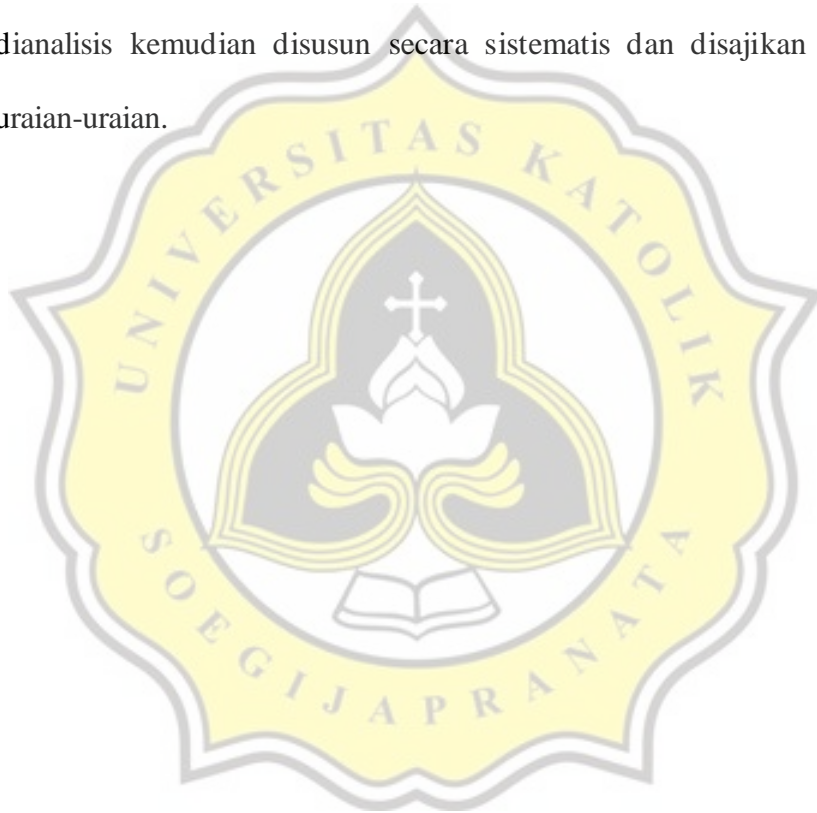 dianalisis kemudian disusun secara sistematis dan disajikan
uraian-uraian.
UNIVERSITAS KATOLIK
SOEGIJAPRANATA